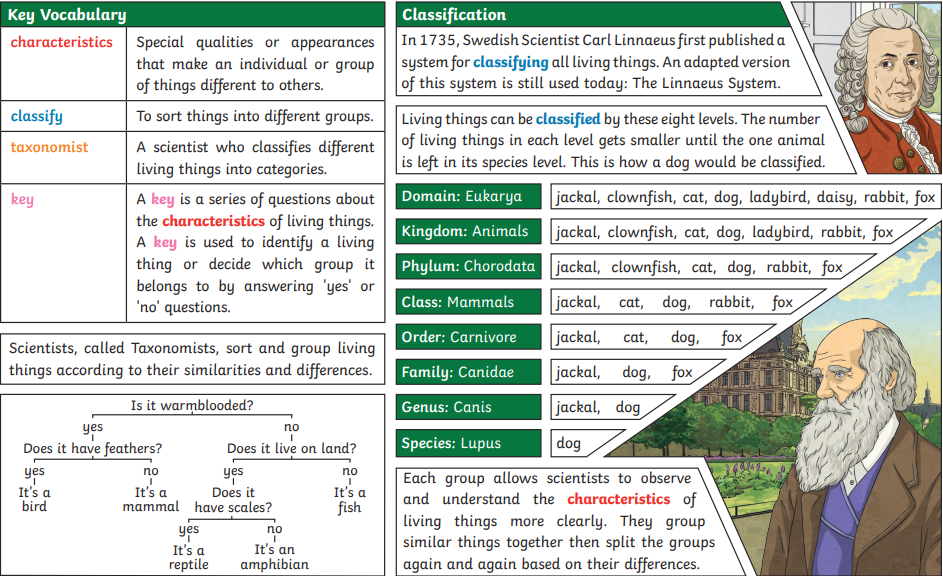 Key Vocabulary
characteristics
Special qualities or appearances
that make an individual or group
of things different to others.
classify
To sort things into different groups.
taxonomist
A scientist who classifies different
living things into categories.
key
A key is a series of questions about
the characteristics of living things.
A key is used to identify a living
thing or decide which group it
belongs to by answering 'yes' or
'no' questions.
Scientists, called Taxonomists, sort and group living
things according to their similarities and differences.
Is it warmblooded?
yes no
Does it have feathers? Does it live on land?
yes no yes no
It's a It's a Does it It's a
bird mammal have scales? fish
yes no
It's a It's an
reptile amphibian
Classification
In 1735, Swedish Scientist Carl Linnaeus first published a
system for classifying all living things. An adapted version
of this system is still used today: The Linnaeus System.
Living things can be classified by these eight levels. The number
of living things in each level gets smaller until the one animal
is left in its species level. This is how a dog would be classified.
Domain: Eukarya jackal, clownfish, cat, dog, ladybird, daisy, rabbit, fox
Kingdom: Animals jackal, clownfish, cat, dog, ladybird, rabbit, fox
Phylum: Chorodata jackal, clownfish, cat, dog, rabbit, fox
Class: Mammals jackal, cat, dog, rabbit, fox
Order: Carnivore jackal, cat, dog, fox
Family: Canidae jackal, dog, fox
Genus: Canis jackal, dog
Species: Lupus dog
Each group allows scientists to observe
and understand the characteristics of
living things more clearly. They group
similar things together then split the groups
again and again based on their differences.